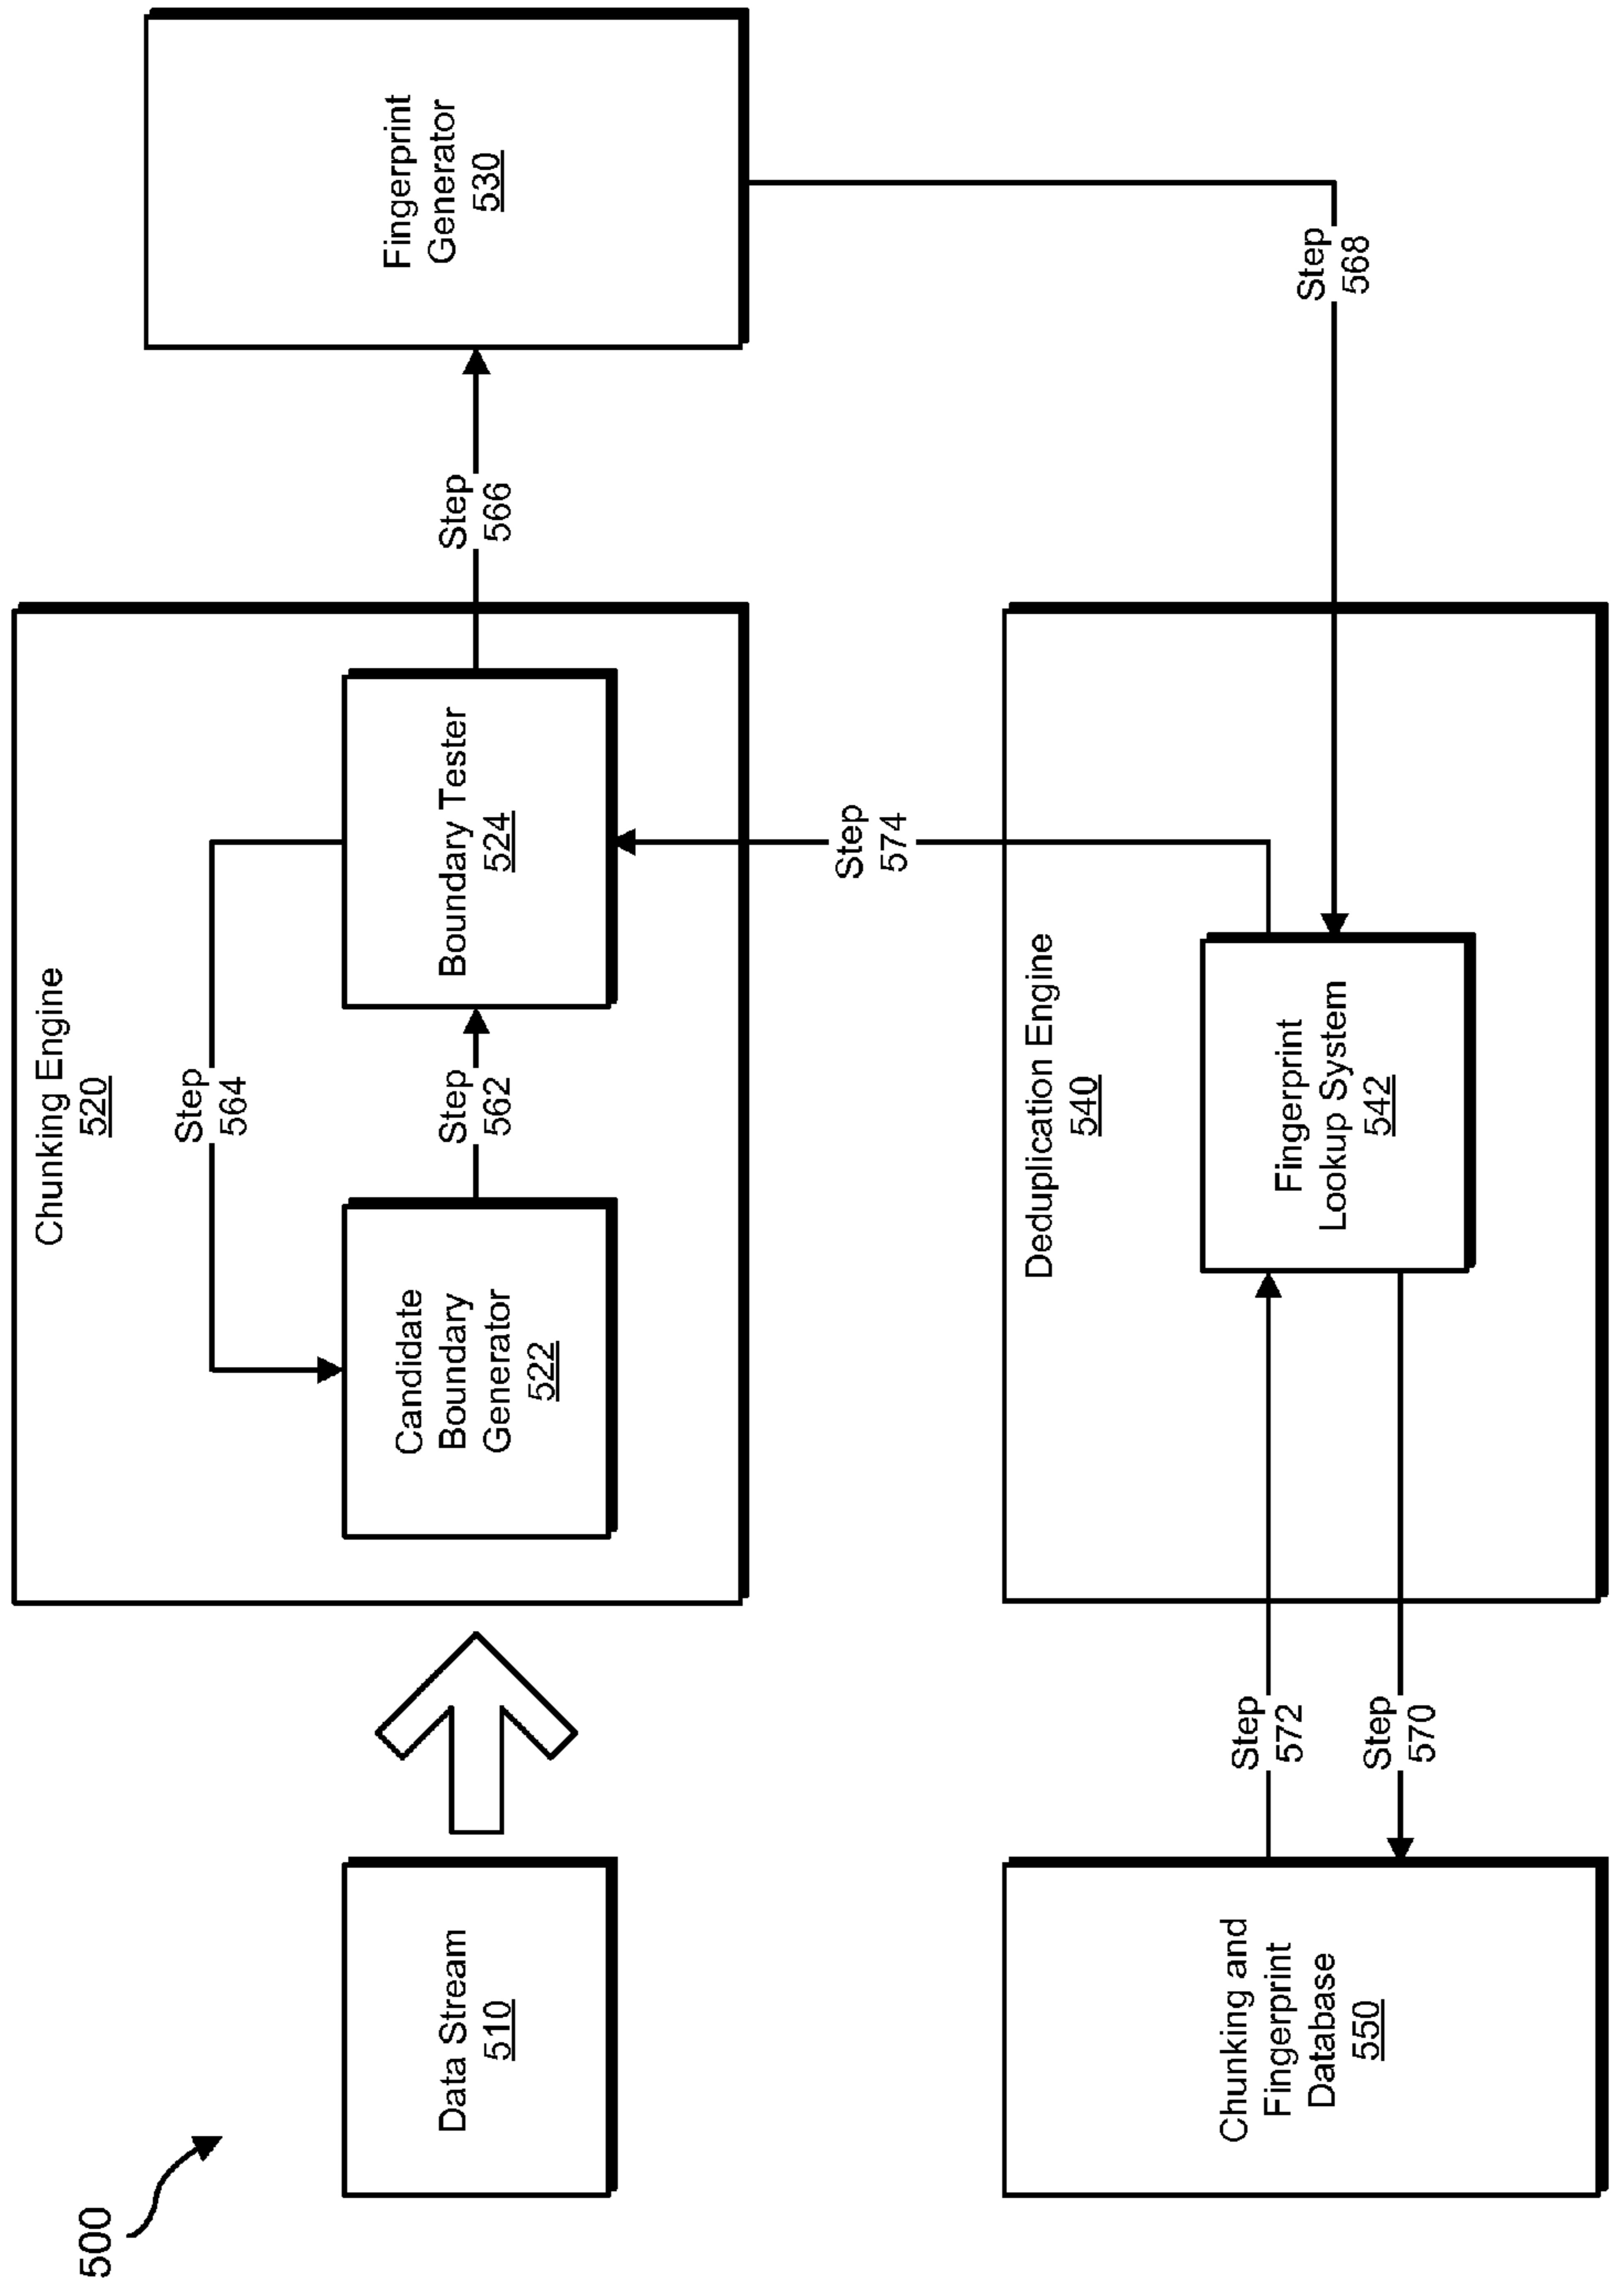 500
Data Stream
510
Chunking Engine
520
Step
564
Candidate
Boundary
Generator
522
Step
562
Boundary Tester
524
Step
566
Fingerprint
Generator
530
Step
574
Step
568
Chunking and
Fingerprint
Database
550
Step
572
Step
570
Deduplication Engine
540
Fingerprint
Lookup System
542